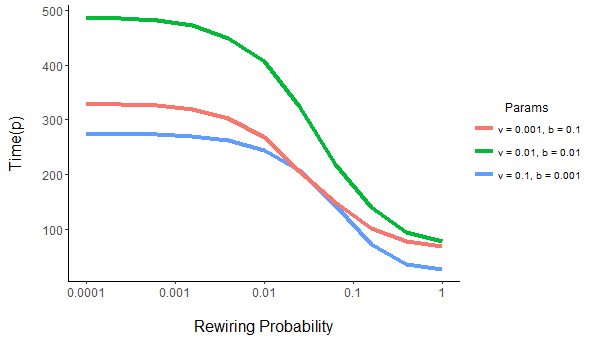 500
400
300
200
100
Time(p)
0.0001 0.001 0.01 0.1 1
Rewiring Probability
Params
v = 0.001, b = 0.1
v = 0.01, b = 0.01
v = 0.1, b = 0.001